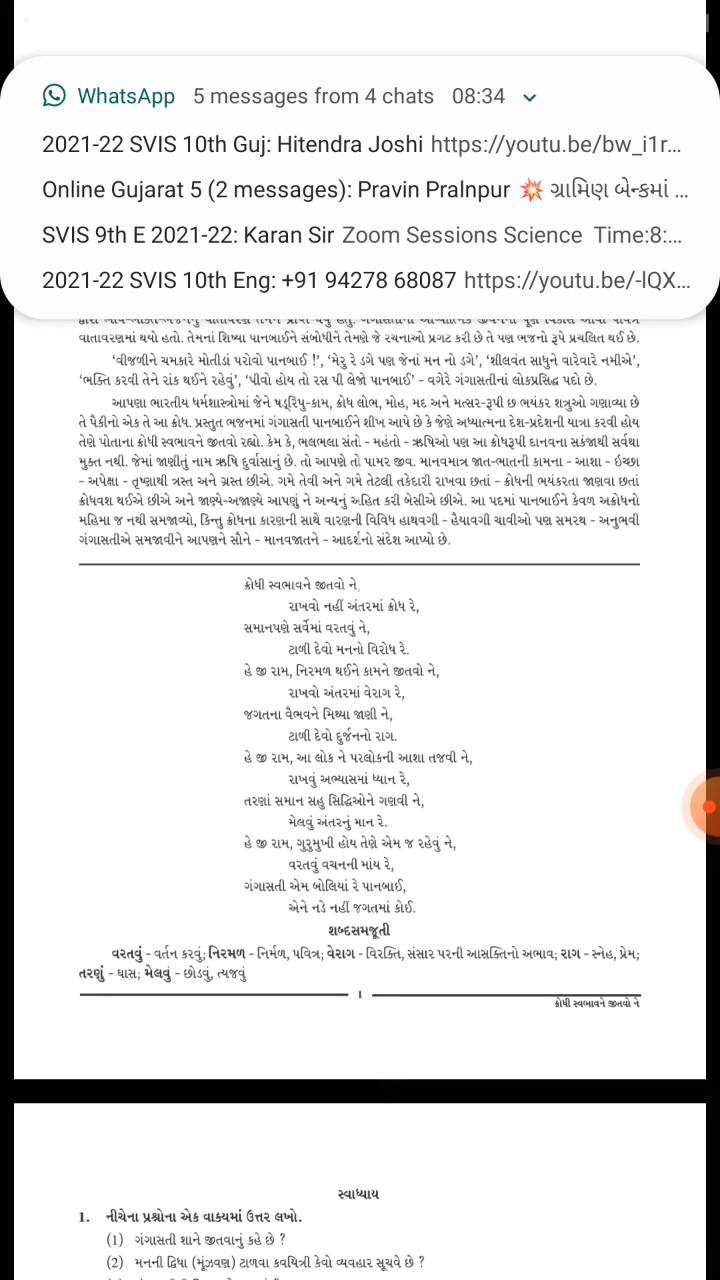 WhatsApp 5 messages from 4 chats 08:34
2021-22 SVIS 10th Guj: Hitendra Joshi https://youtu.be/bw_i1r...
Online Gujarat 5 (2 messages): Pravin Pralnpur 💥 ગ્રામિણ બેન્કમાં ...
SVIS 9th E 2021-22: Karan Sir Zoom Sessions Science Time:8:...
2021-22 SVIS 10th Eng: +91 94278 68087 https://youtu.be/-lQX...
વાતાવરણમાં થયો હતો. તેમનાં શિષ્યા પાનબાઈને સંબોધીને તેમણે જે રચનાઓ પ્રગટ કરી છે તે પણ ભજનો રૂપે પ્રચલિત થઈ છે.
‘વીજળીને ચમકારે મોતીડાં પરોવો પાનબાઈ !’, ‘મેરુ રે ડગે પણ જેનાં મન નો ડગે’, ‘શીલવંત સાધુને વારેવારે નમીએ’,
‘ભક્તિ કરવી તેને રાંક થઈને રહેવું’, ‘પીવો હોય તો રસ પી લેજો પાનબાઈ’ - વગેરે ગંગાસતીનાં લોકપ્રસિદ્ધ પદો છે.
આપણા ભારતીય ધર્મશાસ્ત્રોમાં જેને ષડ્‌રિપુ-કામ, ક્રોધ લોભ, મોહ, મદ અને મત્સર-રૂપી છ ભયંકર શત્રુઓ ગણાવ્યા છે
તે પૈકીનો એક તે આ ક્રોધ. પ્રસ્તુત ભજનમાં ગંગાસતી પાનબાઈને શીખ આપે છે કે જેણે અધ્યાત્મના દેશ-પ્રદેશની યાત્રા કરવી હોય
તેણે પોતાના ક્રોધી સ્વભાવને જીતવો રહ્યો. કેમ કે, ભલભલા સંતો - મહંતો - ઋષિઓ પણ આ ક્રોધરૂપી દાનવના સકંજાથી સર્વથા
મુક્ત નથી. જેમાં જાણીતું નામ ઋષિ દુર્વાસાનું છે. તો આપણે તો પામર જીવ. માનવમાત્ર જાત-ભાતની કામના - આશા - ઇચ્છા
- અપેક્ષા - તૃષ્ણાથી ત્રસ્ત અને ગ્રસ્ત છીએ. ગમે તેવી અને ગમે તેટલી તકેદારી રાખવા છતાં - ક્રોધની ભયંકરતા જાણવા છતાં
ક્રોધવશ થઈએ છીએ અને જાણ્યે-અજાણ્યે આપણું ને અન્યનું અહિત કરી બેસીએ છીએ. આ પદમાં પાનબાઈને કેવળ અક્રોધનો
મહિમા જ નથી સમજાવ્યો, કિન્તુ ક્રોધના કારણની સાથે વારણની વિવિધ હાથવગી - હૈયાવગી ચાવીઓ પણ સમરથ - અનુભવી
ગંગાસતીએ સમજાવીને આપણને સૌને - માનવજાતને - આદર્શનો સંદેશ આપ્યો છે.
ક્રોધી સ્વભાવને જીતવો ને,
રાખવો નહીં અંતરમાં ક્રોધ રે,
સમાનપણે સર્વેમાં વરતવું ને,
ટાળી દેવો મનનો વિરોધ રે.
હે જી રામ, નિરમળ થઈને કામને જીતવો ને,
રાખવો અંતરમાં વેરાગ રે,
જગતના વૈભવને મિથ્યા જાણી ને,
ટાળી દેવો દુર્જનનો રાગ.
હે જી રામ, આ લોક ને પરલોકની આશા તજવી ને,
રાખવું અભ્યાસમાં ધ્યાન રે,
તરણાં સમાન સહુ સિદ્ધિઓને ગણવી ને,
મેલવું અંતરનું માન રે.
હે જી રામ, ગુરુમુખી હોય તેણે એમ જ રહેવું ને,
વરતવું વચનની માંય રે,
ગંગાસતી એમ બોલિયાં રે પાનબાઈ,
એને નડે નહીં જગતમાં કોઈ.
શબ્દસમજૂતી
વરતવું - વર્તન કરવું; નિરમળ - નિર્મળ, પવિત્ર; વેરાગ - વિરક્તિ, સંસાર પરની આસક્તિનો અભાવ; રાગ - સ્નેહ, પ્રેમ;
તરણું - ઘાસ; મેલવું - છોડવું, ત્યજવું
1
ક્રોધી સ્વભાવને જીતવો ને
સ્વાધ્યાય
1. નીચેના પ્રશ્નોના એક વાક્યમાં ઉત્તર લખો.
(1) ગંગાસતી શાને જીતવાનું કહે છે ?
(2) મનની દ્વિધા (મૂંઝવણ) ટાળવા કવયિત્રી કેવો વ્યવહાર સૂચવે છે ?